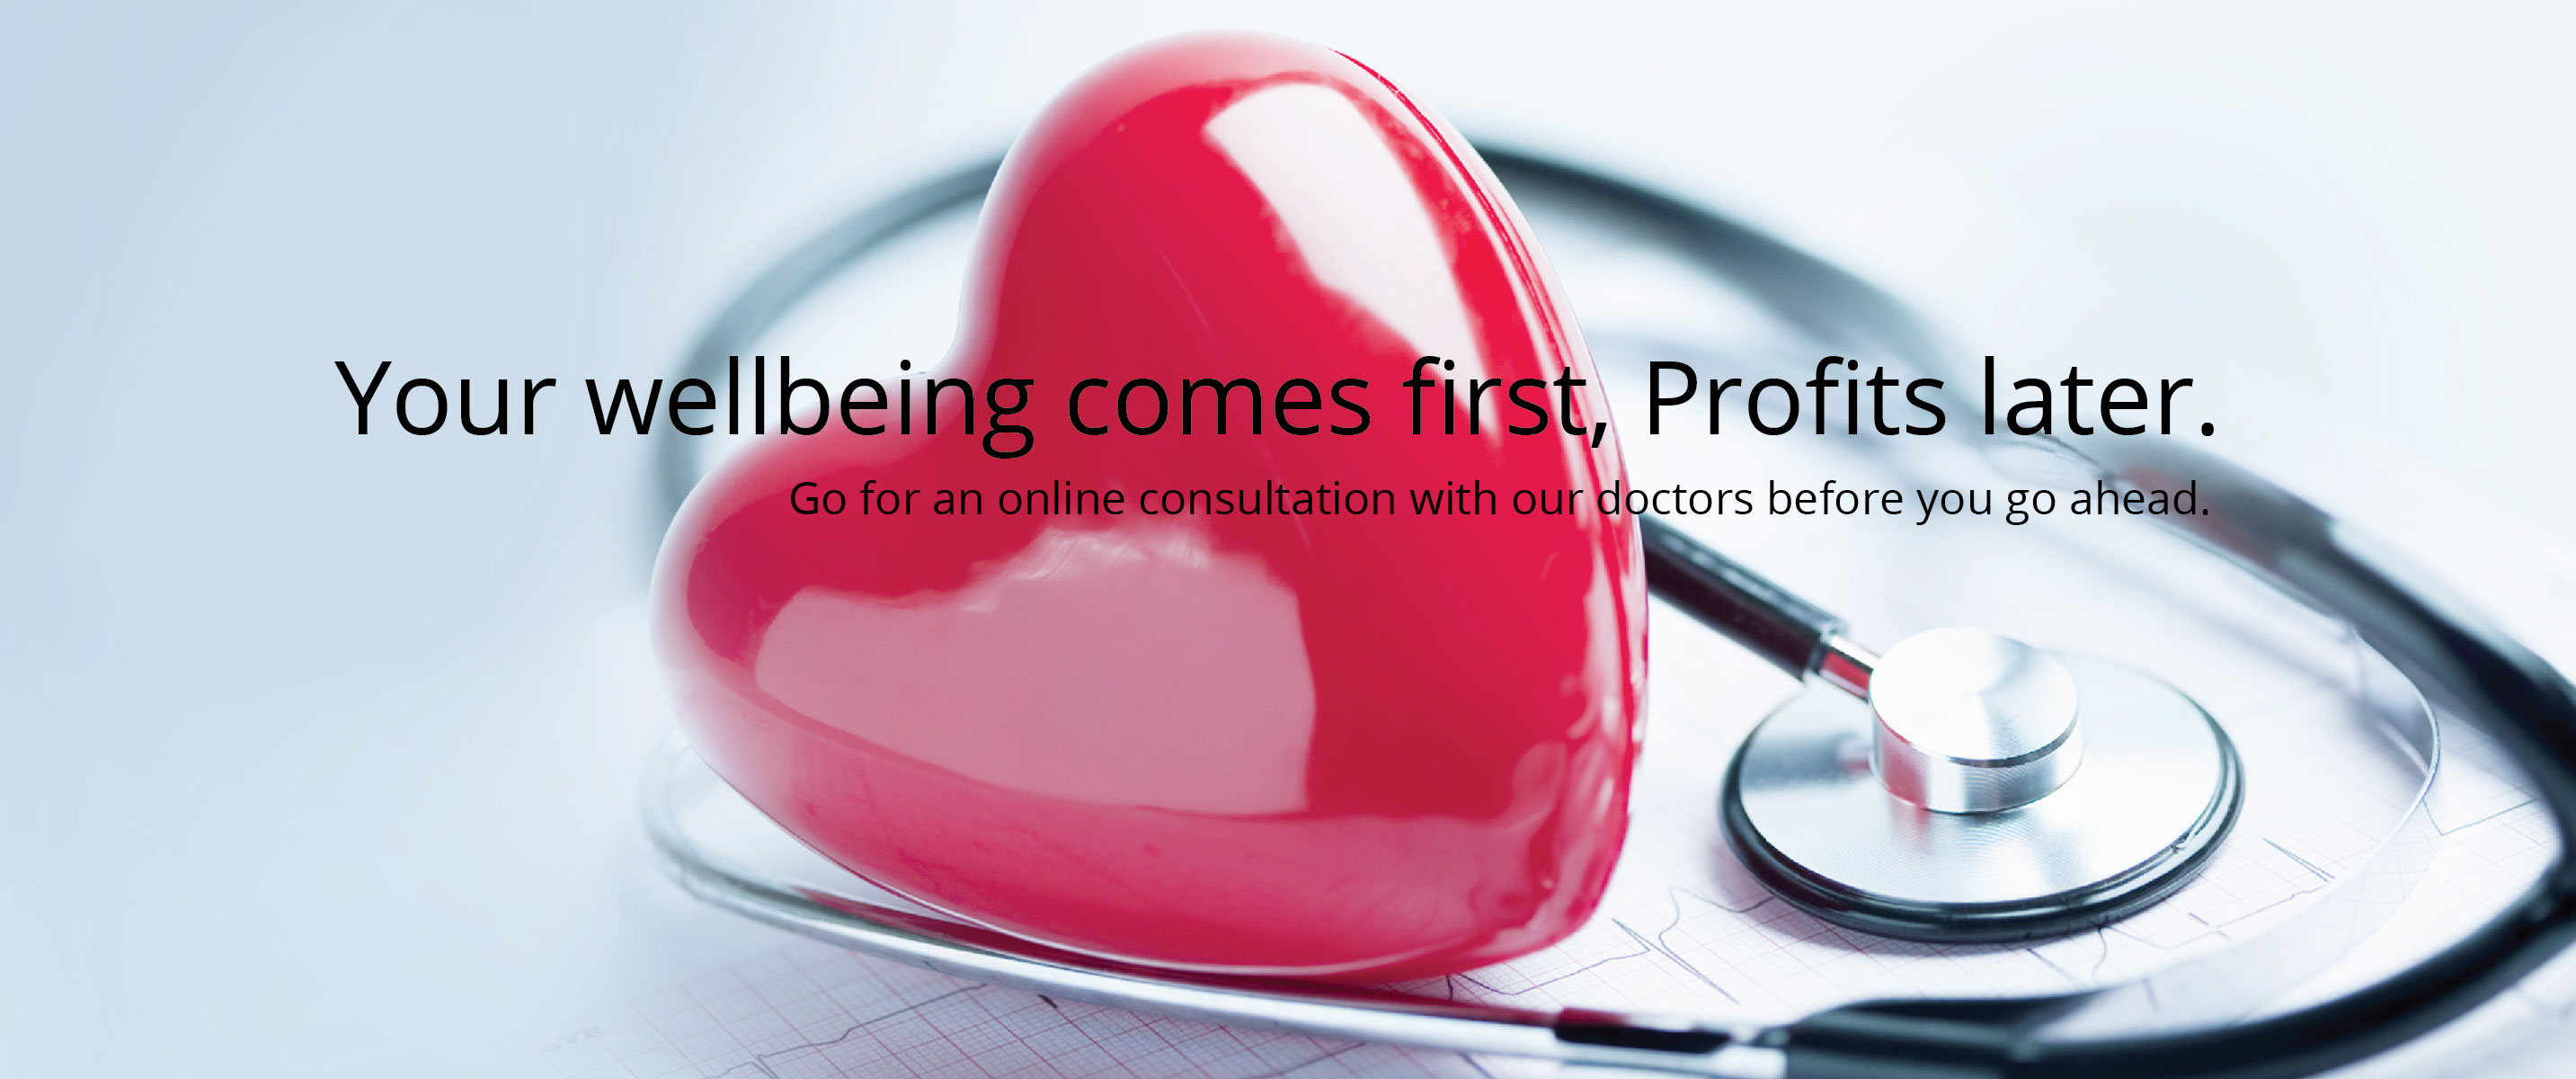 Your wellbeing comes first, Profits later.
Go for an online consultation with our doctors before you go ahead.